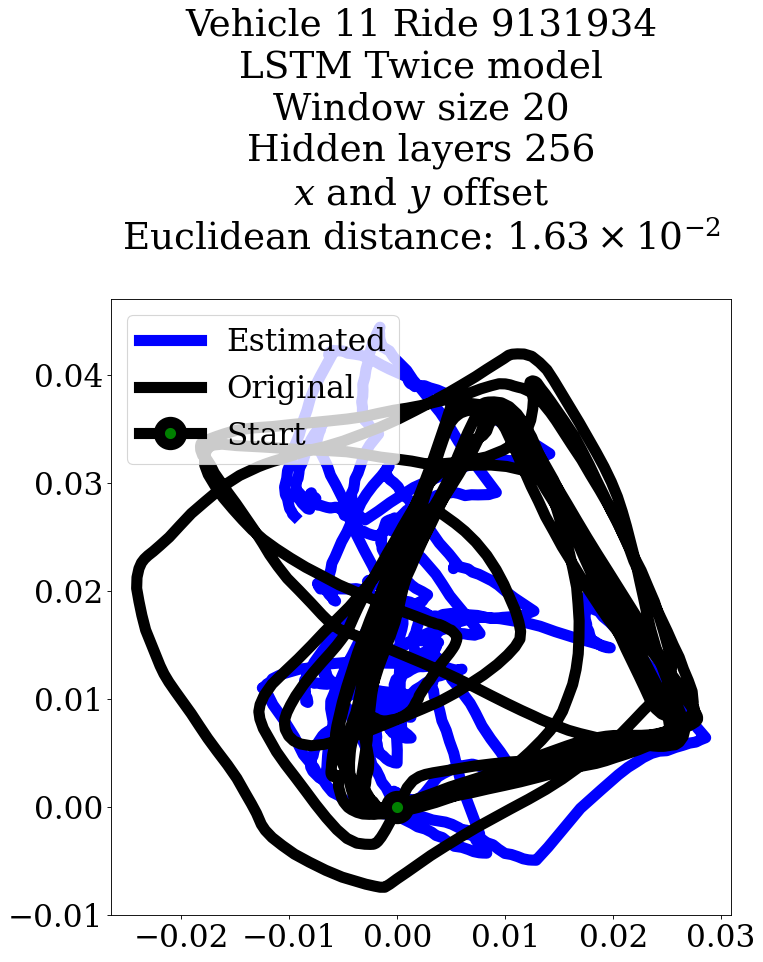 Vehicle 11 Ride 9131934
LSTM Twice model
Window size 20
Hidden layers 256
x and y offset
Euclidean distance: 1.63 × 10⁻²
Estimated
Original
Start
0.04
0.03
0.02
0.01
0.00
−0.01
−0.02 −0.01 0.00 0.01 0.02 0.03